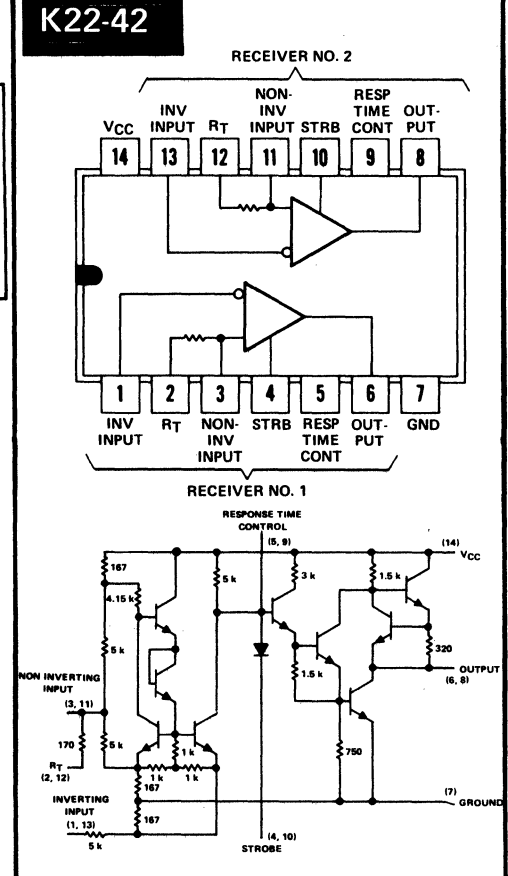 K22-42
RECEIVER NO. 2
VCC
INV INPUT
RT
NON-INV INPUT
STRB
RESP TIME CONT
OUT-PUT
14 13 12 11 10 9 8
1 2 3 4 5 6 7
INV INPUT
RT
NON-INV INPUT
STRB
RESP TIME CONT
OUT-PUT
GND
RECEIVER NO. 1
RESPONSE TIME
CONTROL
(5, 9)
(14)
VCC
167
4.15 k
5 k
3 k
1.5 k
5 k
320
NON INVERTING
INPUT
(3, 11)
1.5 k
OUTPUT
(6, 8)
170
5 k
1 k
750
RT
(2, 12)
1 k
1 k
167
INVERTING
INPUT
(1, 13)
167
(7)
GROUND
5 k
(4, 10)
STROBE